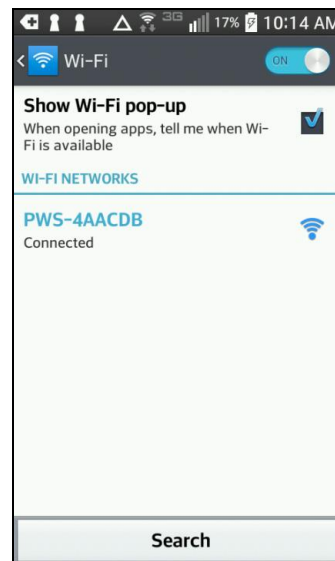 3G 17% 10:14 AM
Wi-Fi ON
Show Wi-Fi pop-up
When opening apps, tell me when Wi-
Fi is available
WI-FI NETWORKS
PWS-4AACDB
Connected
Search